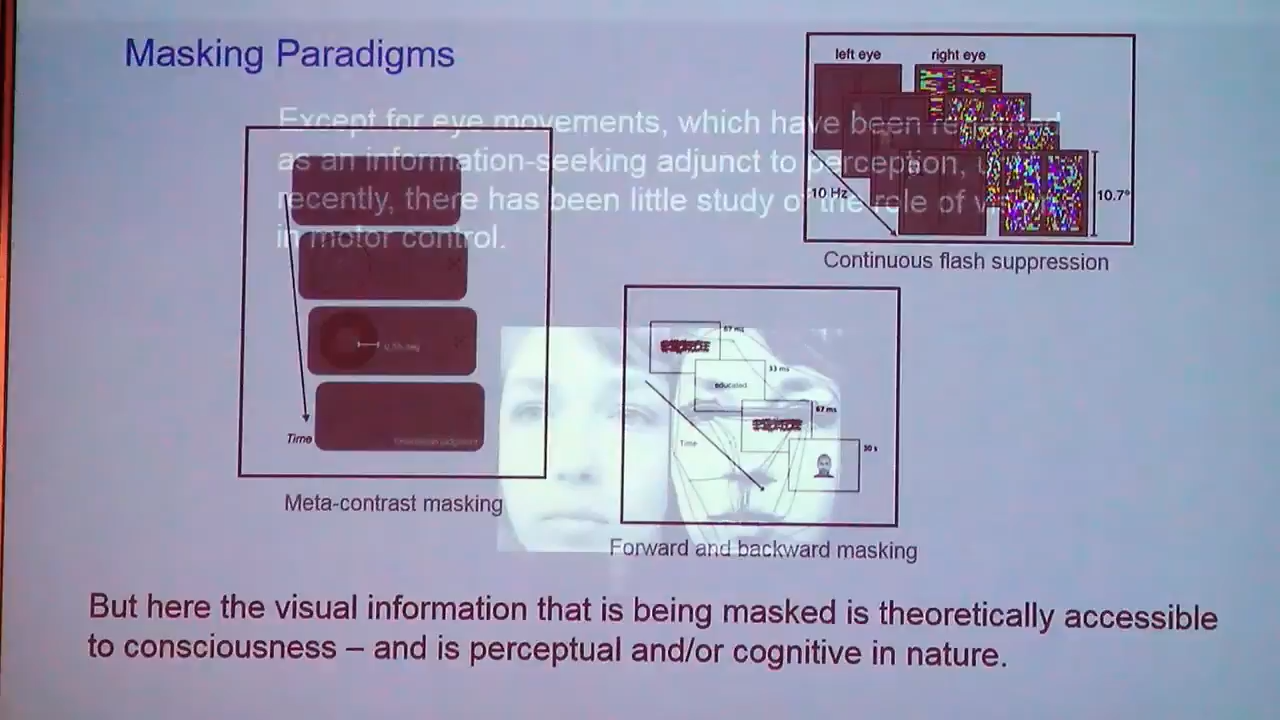 Masking Paradigms
left eye
right eye
10 Hz
10.7°
Continuous flash suppression
Except for eye movements, which have been
as an information-seeking adjunct to perception,
recently, there has been little study of the role of
in motor control.
Time
Meta-contrast masking
67 ms
33 ms
educated
67 ms
Time
Forward and backward masking
But here the visual information that is being masked is theoretically accessible
to consciousness – and is perceptual and/or cognitive in nature.